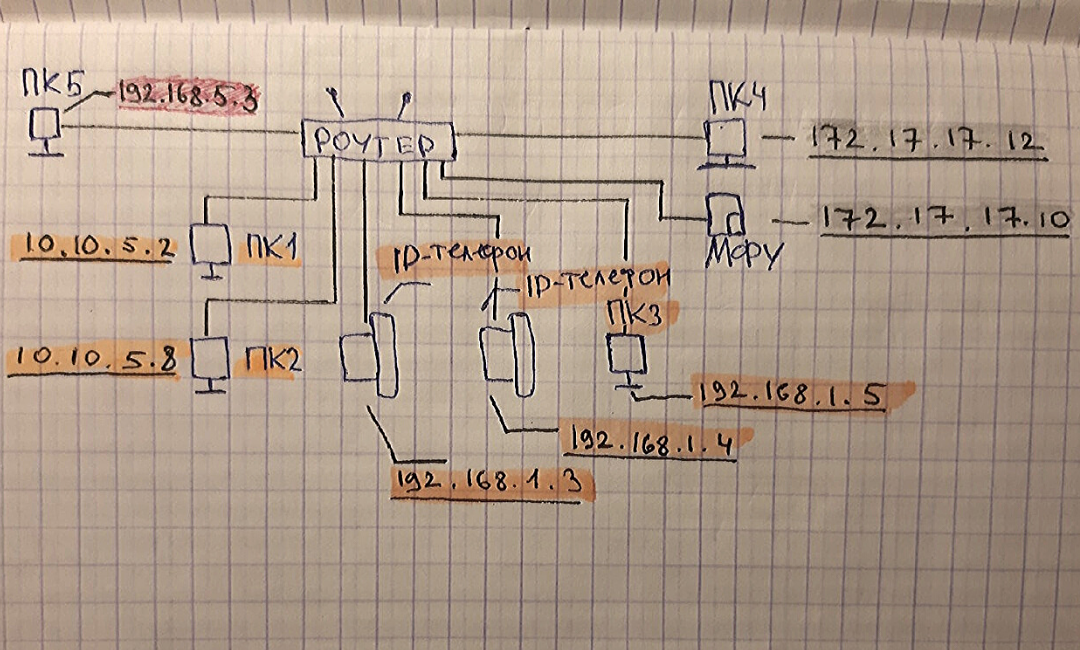 ПК5
192.168.5.3
РОУТЕР
ПК4
172.17.17.12
172.17.17.10
МФУ
10.10.5.2
ПК1
IP-телефон
IP-телефон
ПК3
10.10.5.8
ПК2
192.168.1.5
192.168.1.4
192.168.1.3